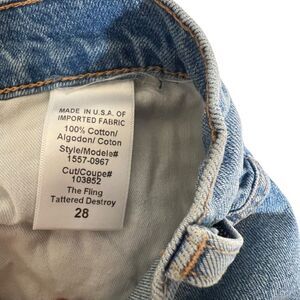 MADE IN U.S.A. OF
IMPORTED FABRIC
100% Cotton/
Algodon/ Coton
Style/Modele#
1557-0967
Cut/Coupe#
103852
The Fling
Tattered Destroy
28